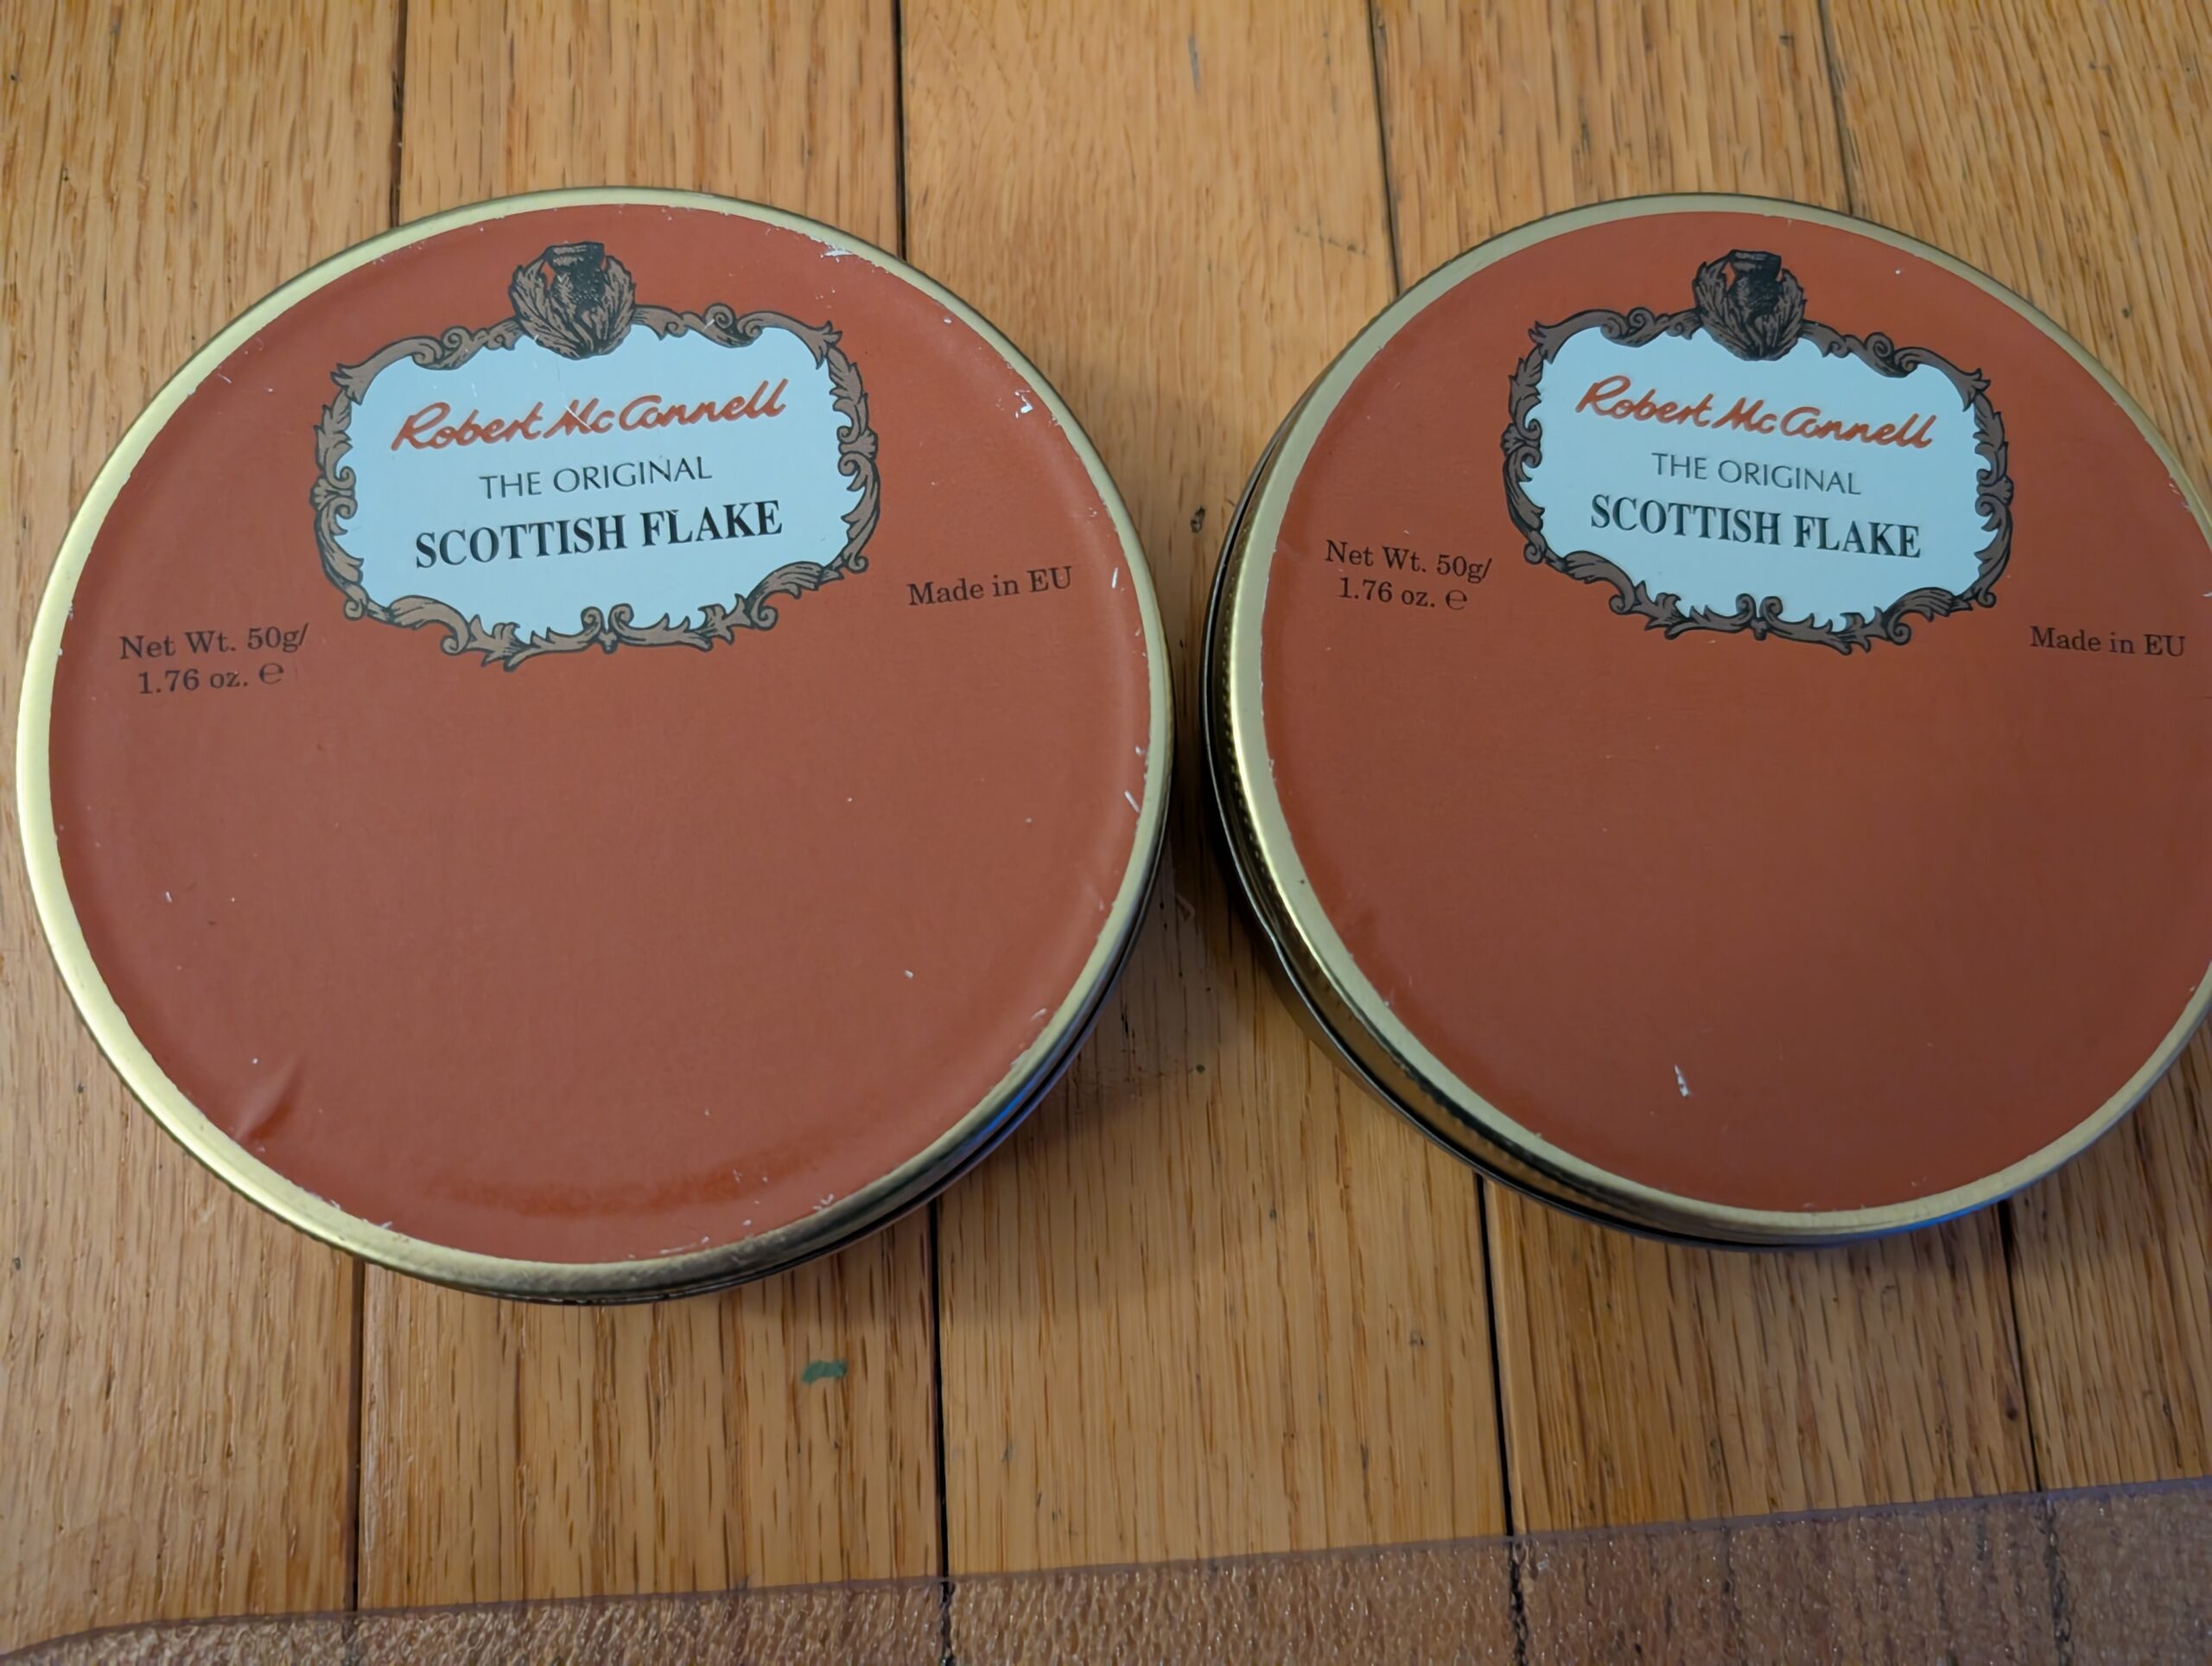 Robert McConnell
THE ORIGINAL
SCOTTISH FLAKE
Made in EU
Net Wt. 50g/
1.76 oz. ℮
Robert McConnell
THE ORIGINAL
SCOTTISH FLAKE
Net Wt. 50g/
1.76 oz. ℮
Made in EU